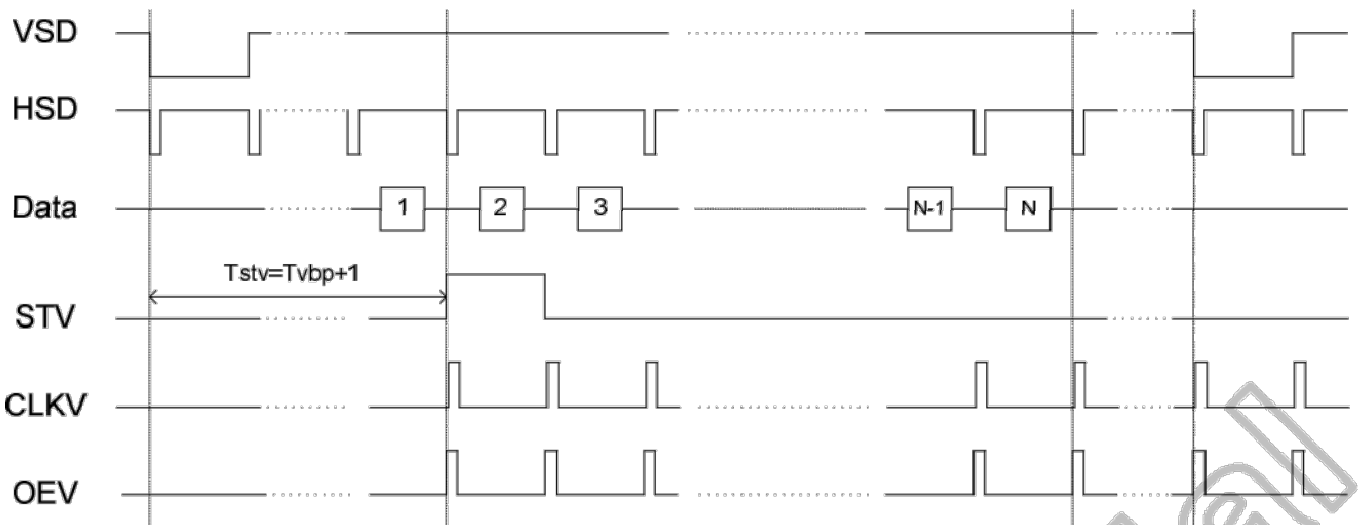 VSD
HSD
Data 1 2 3 N-1 N
Tstv=Tvbp+1
STV
CLKV
OEV